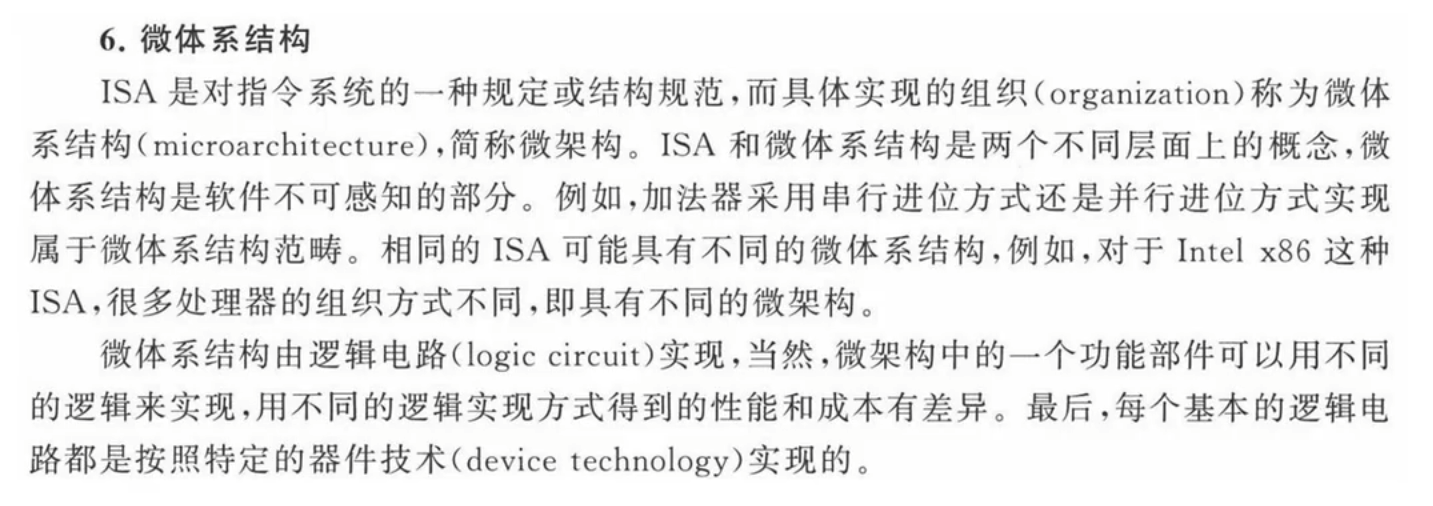 6. 微体系结构
ISA 是对指令系统的一种规定或结构规范,而具体实现的组织(organization)称为微体
系结构(microarchitecture),简称微架构。ISA 和微体系结构是两个不同层面上的概念,微
体系结构是软件不可感知的部分。例如,加法器采用串行进位方式还是并行进位方式实现
属于微体系结构范畴。相同的 ISA 可能具有不同的微体系结构,例如,对于 Intel x86 这种
ISA,很多处理器的组织方式不同,即具有不同的微架构。
微体系结构由逻辑电路(logic circuit)实现,当然,微架构中的一个功能部件可以用不同
的逻辑来实现,用不同的逻辑实现方式得到的性能和成本有差异。最后,每个基本的逻辑电
路都是按照特定的器件技术(device technology)实现的。